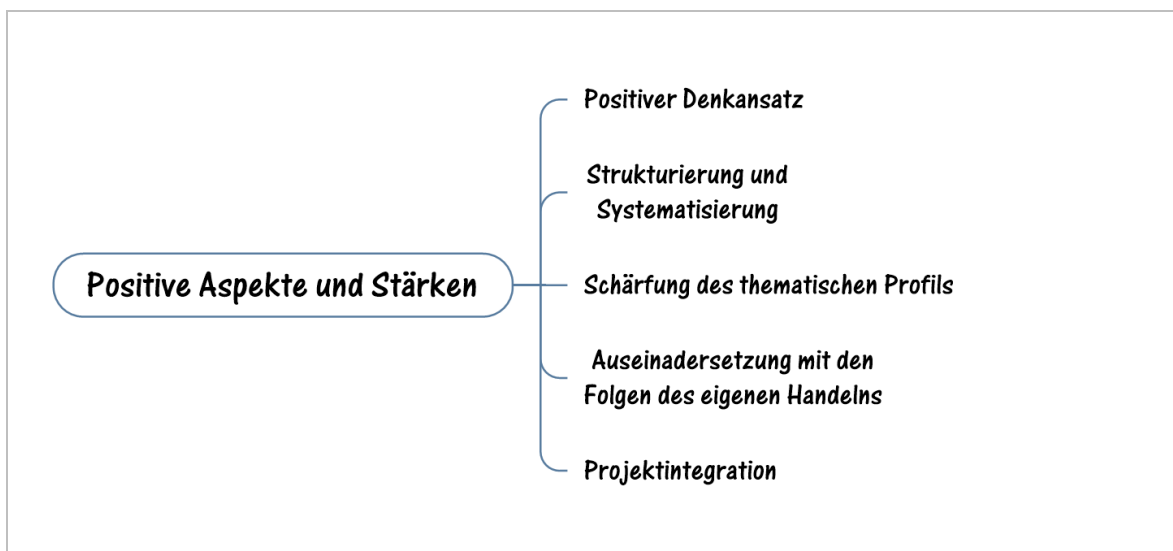 Positiver Denkansatz
Strukturierung und
Systematisierung
Positive Aspekte und Stärken
Schärfung des thematischen Profils
Auseinadersetzung mit den
Folgen des eigenen Handelns
Projektintegration